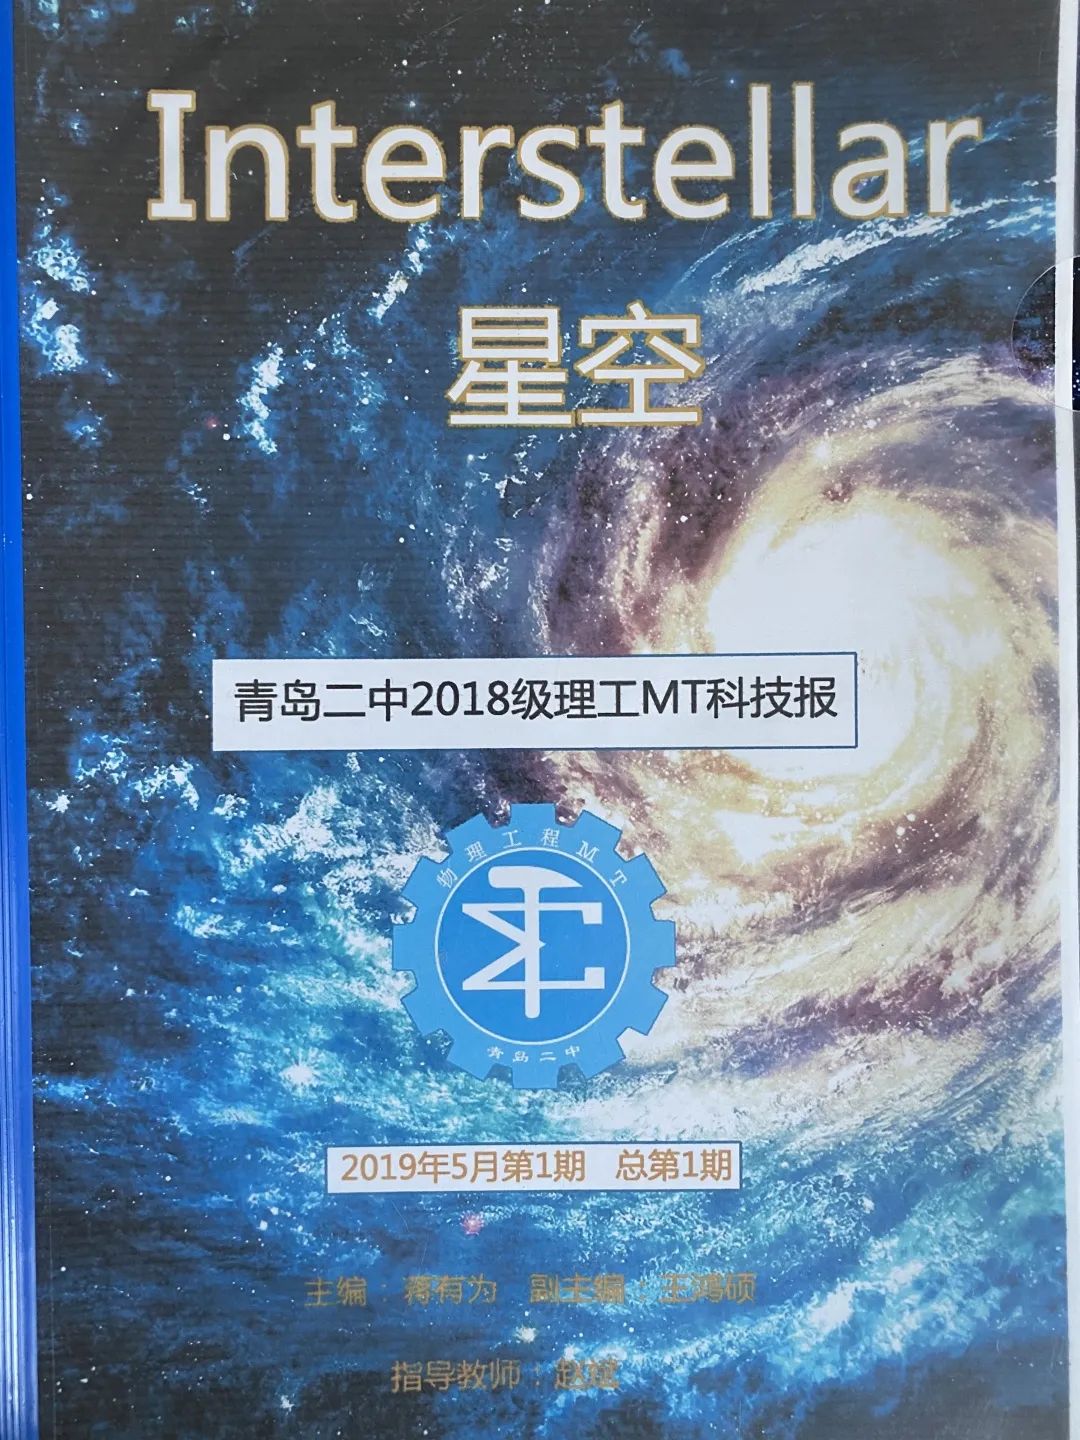 Interstellar
星空
青岛二中2018级理工MT科技报
物理工程MT
青岛二中
2019年5月第1期 总第1期
主编：蒋有为 副主编：王鸿硕
指导教师：赵斌